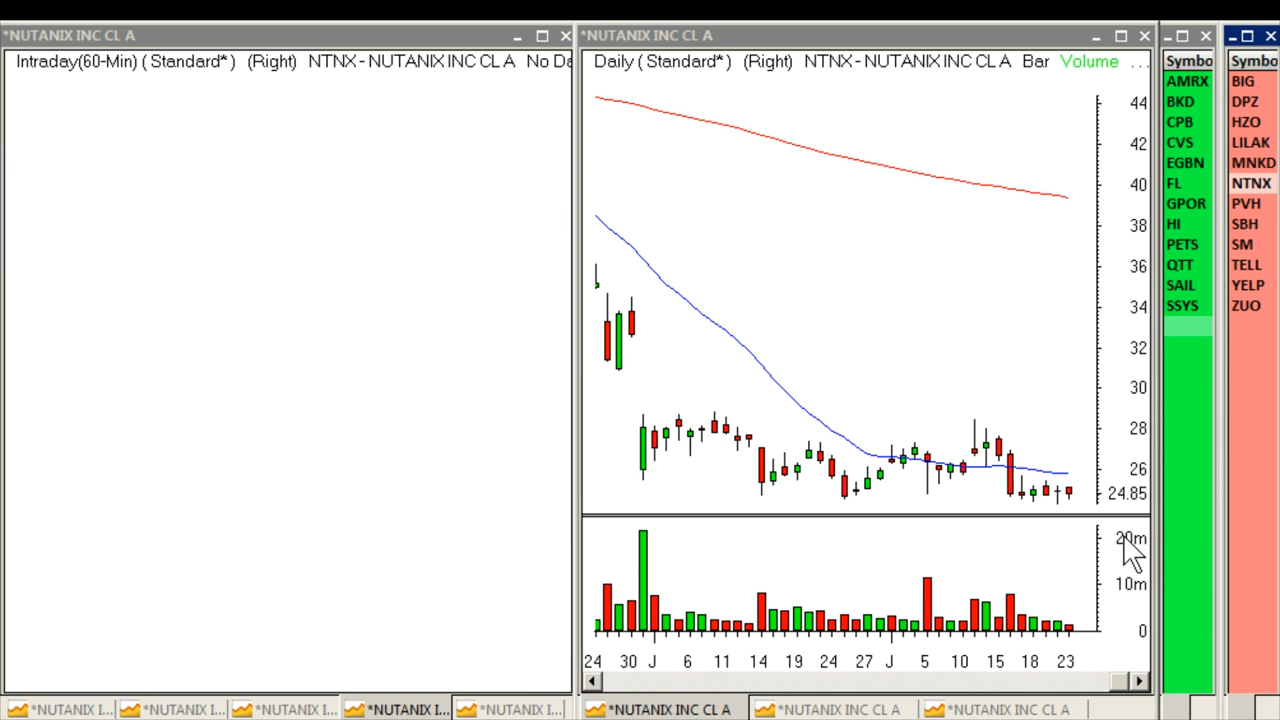 *NUTANIX INC CL A
Intraday(60-Min) ( Standard* ) (Right) NTNX - NUTANIX INC CL A No Da
*NUTANIX INC CL A
Daily ( Standard* ) (Right) NTNX - NUTANIX INC CL A Bar Volume ...
44
42
40
38
36
34
32
30
28
26
24.85
20m
10m
0
24 30 J 6 11 14 19 24 27 J 5 10 15 18 23
Symbo
AMRX
BKD
CPB
CVS
EGBN
FL
GPOR
HI
PETS
QTT
SAIL
SSYS
Symbo
BIG
DPZ
HZO
LILAK
MNKD
NTNX
PVH
SBH
SM
TELL
YELP
ZUO
*NUTANIX I... *NUTANIX I... *NUTANIX I... *NUTANIX I... *NUTANIX I...
*NUTANIX INC CL A *NUTANIX INC CL A *NUTANIX INC CL A